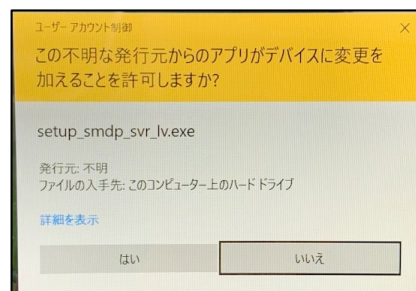 ユーザー アカウント制御
この不明な発行元からのアプリがデバイスに変更を
加えることを許可しますか?
setup_smdp_svr_lv.exe
発行元: 不明
ファイルの入手先: このコンピューター上のハード ドライブ
詳細を表示
はい
いいえ